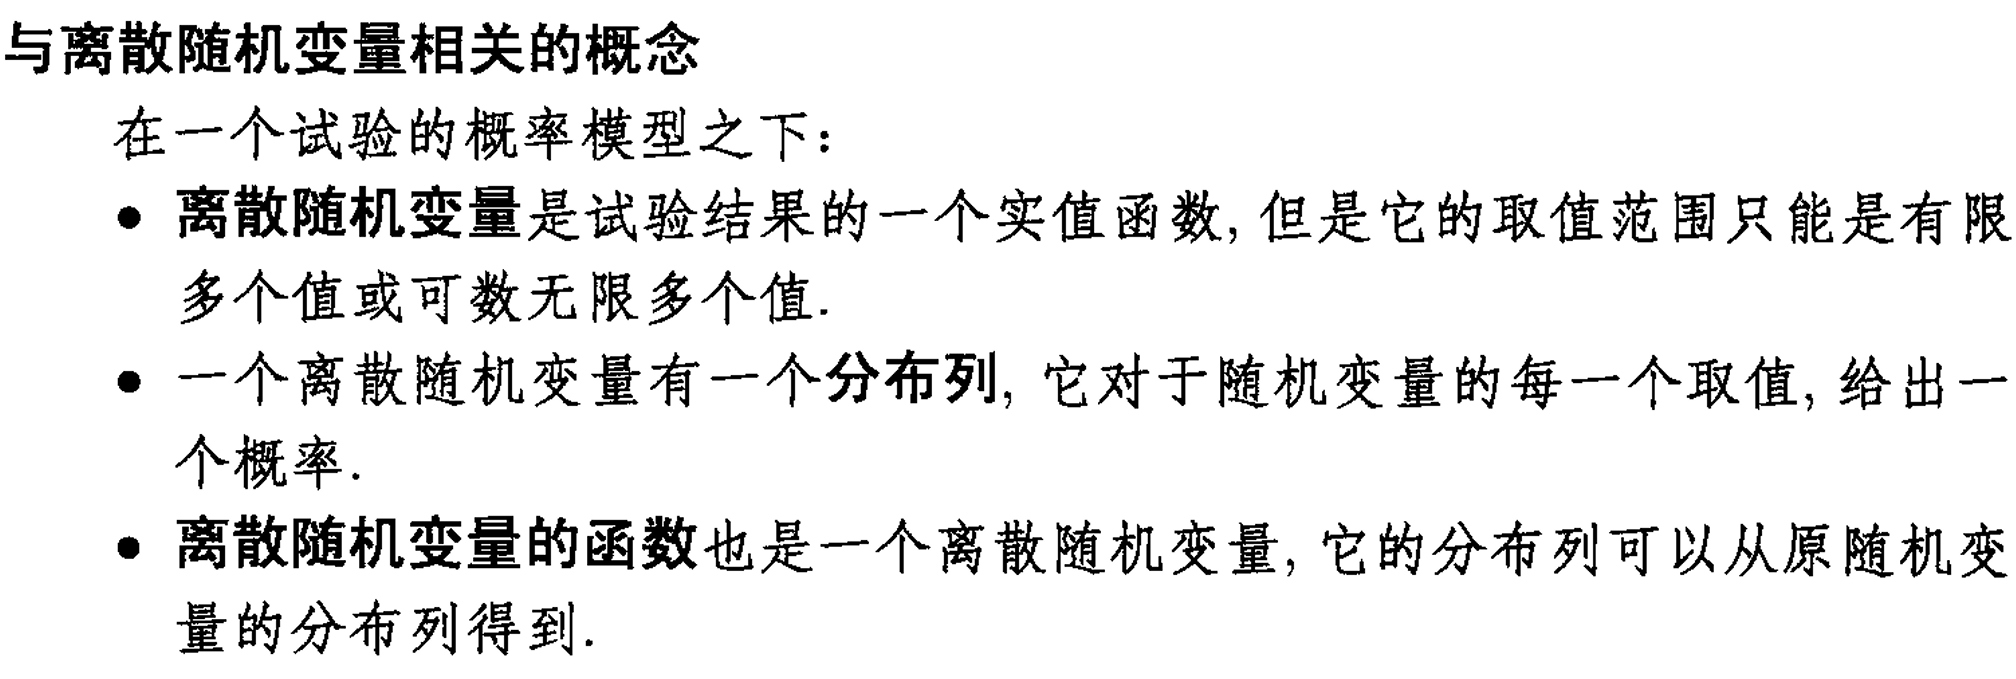 与离散随机变量相关的概念
在一个试验的概率模型之下：
● 离散随机变量是试验结果的一个实值函数, 但是它的取值范围只能是有限
多个值或可数无限多个值.
● 一个离散随机变量有一个分布列, 它对于随机变量的每一个取值, 给出一
个概率.
● 离散随机变量的函数也是一个离散随机变量, 它的分布列可以从原随机变
量的分布列得到.